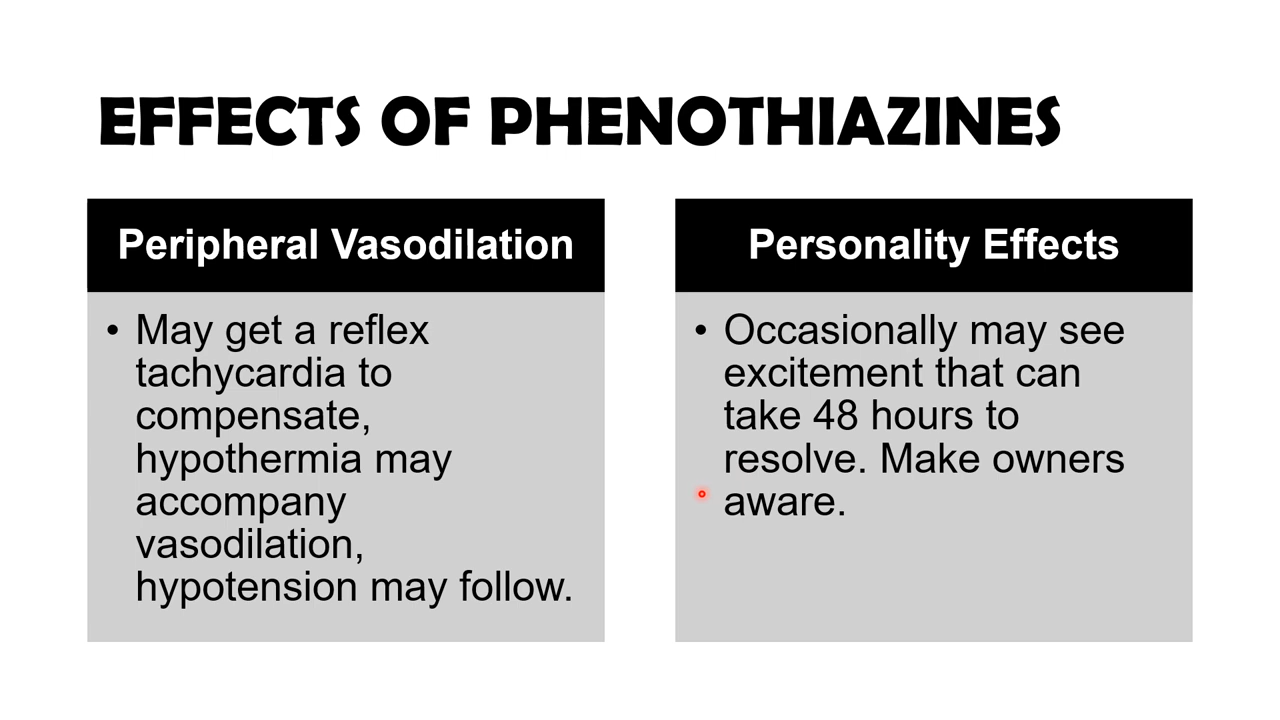 EFFECTS OF PHENOTHIAZINES
Peripheral Vasodilation
• May get a reflex
tachycardia to
compensate,
hypothermia may
accompany
vasodilation,
hypotension may follow.
Personality Effects
• Occasionally may see
excitement that can
take 48 hours to
resolve. Make owners
aware.